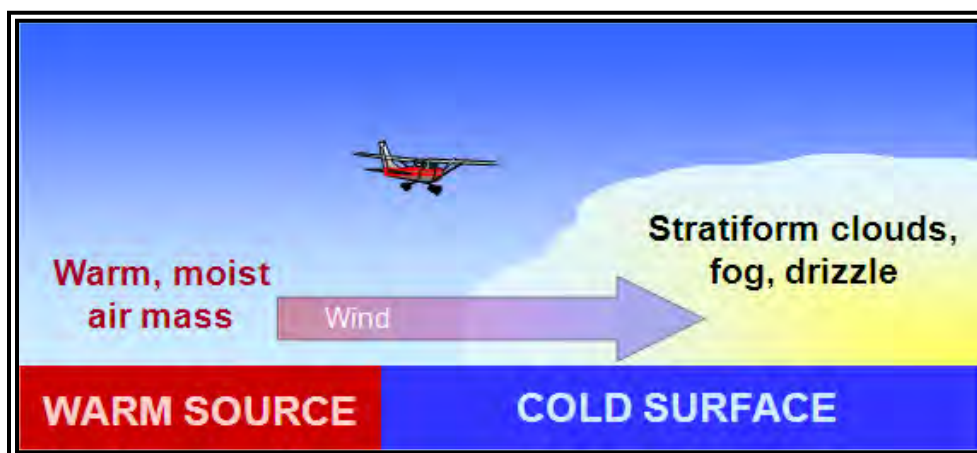 Warm, moist
air mass
Wind
Stratiform clouds,
fog, drizzle
WARM SOURCE
COLD SURFACE